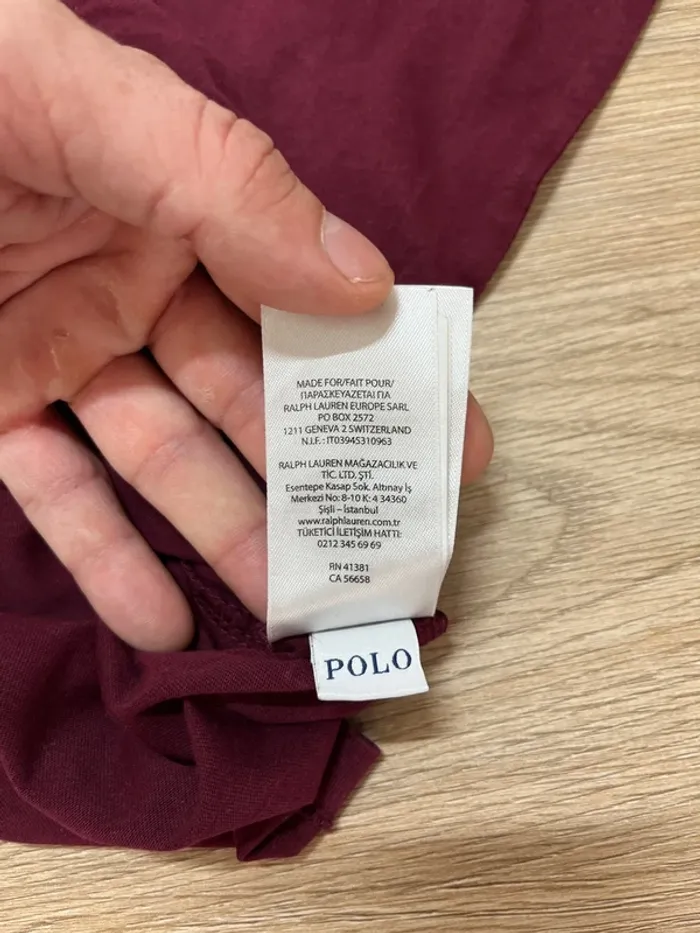 MADE FOR/FAIT POUR/
ΠΑΡΑΣΚΕΥΑΖΕΤΑΙ ΓΙΑ
RALPH LAUREN EUROPE SARL
PO BOX 2572
1211 GENEVA 2 SWITZERLAND
N.I.F.: IT03945310963
RALPH LAUREN MAĞAZACILIK VE
TİC. LTD. ŞTİ.
Esentepe Kasap Sok. Altınay İş
Merkezi No: 8-10 K: 4 34360
Şişli – İstanbul
www.ralphlauren.com.tr
TÜKETİCİ İLETİŞİM HATTI:
0212 345 69 69
RN 41381
CA 56658
POLO